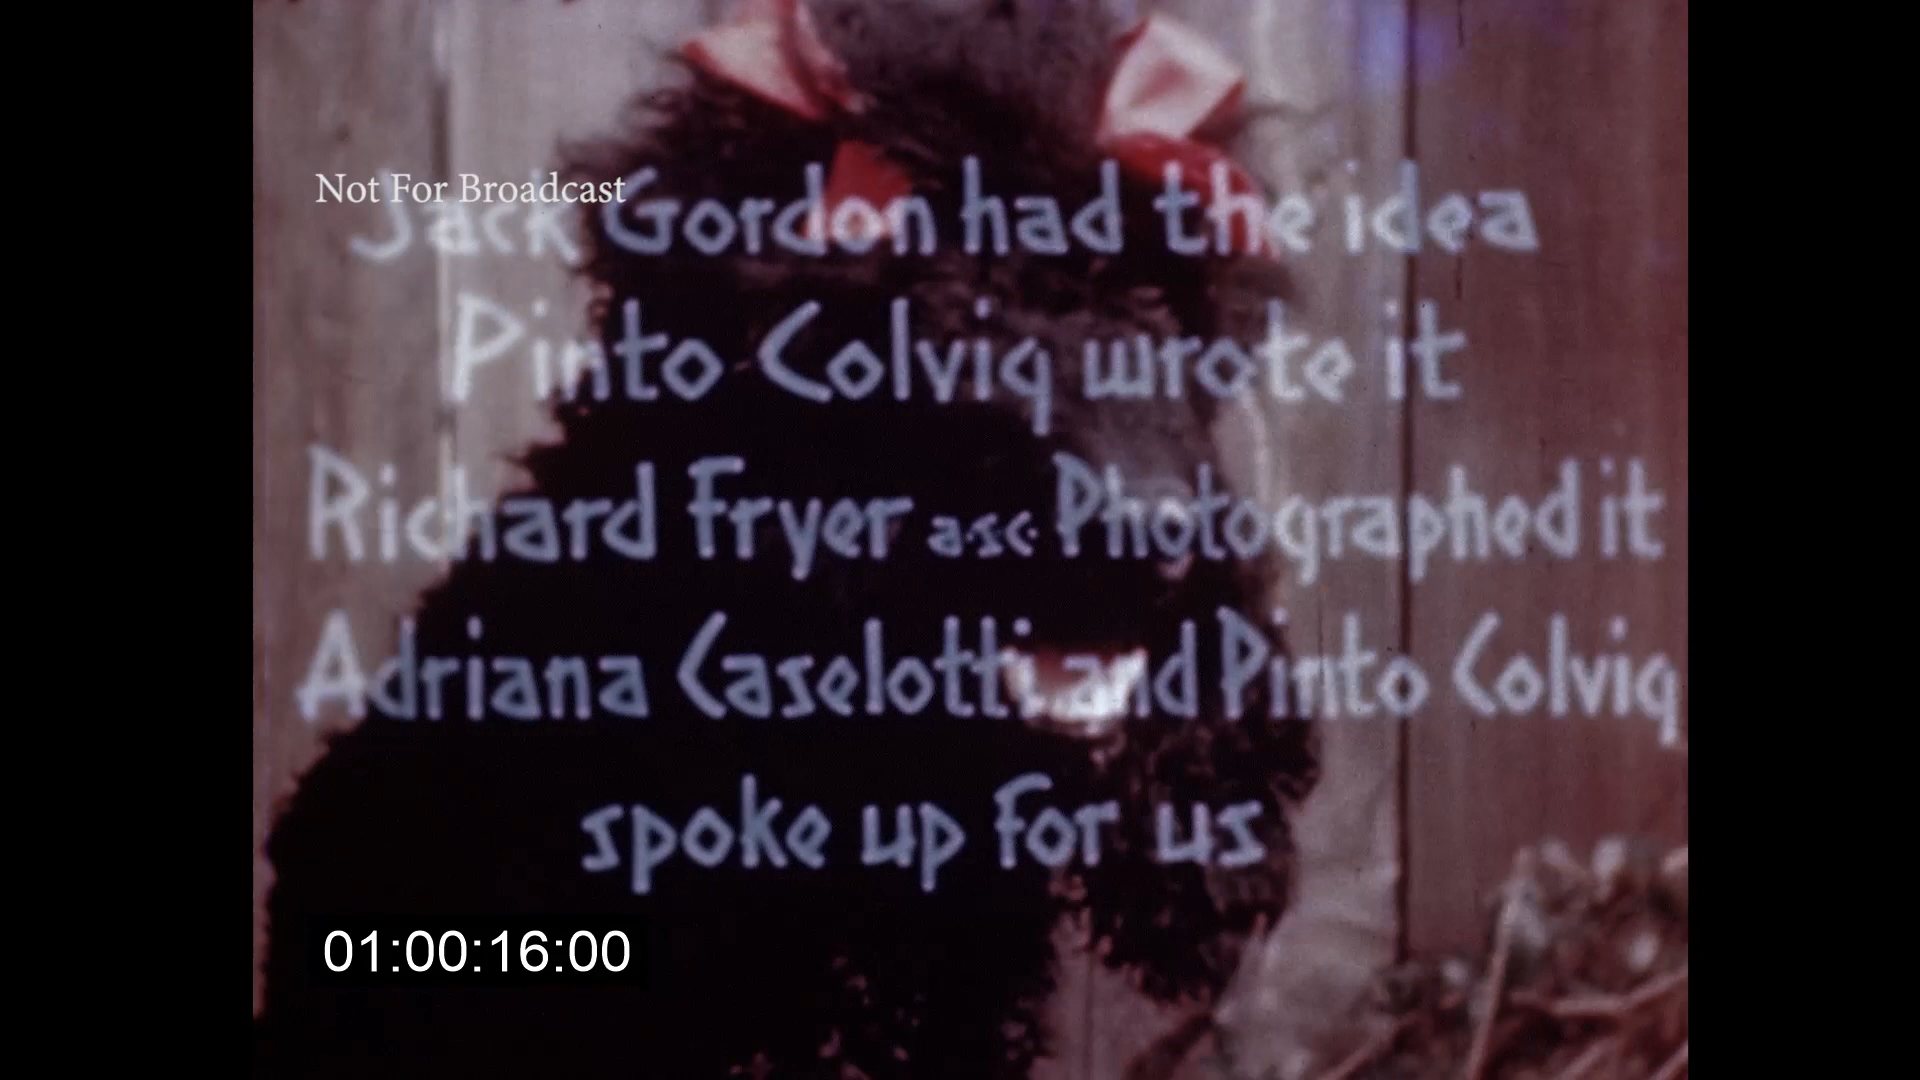 Not For Broadcast
Jack Gordon had the idea
Pinto Colvig wrote it
Richard Fryer a.s.c. Photographed it
Adriana Caselotti and Pinto Colvig
spoke up for us
01:00:16:00